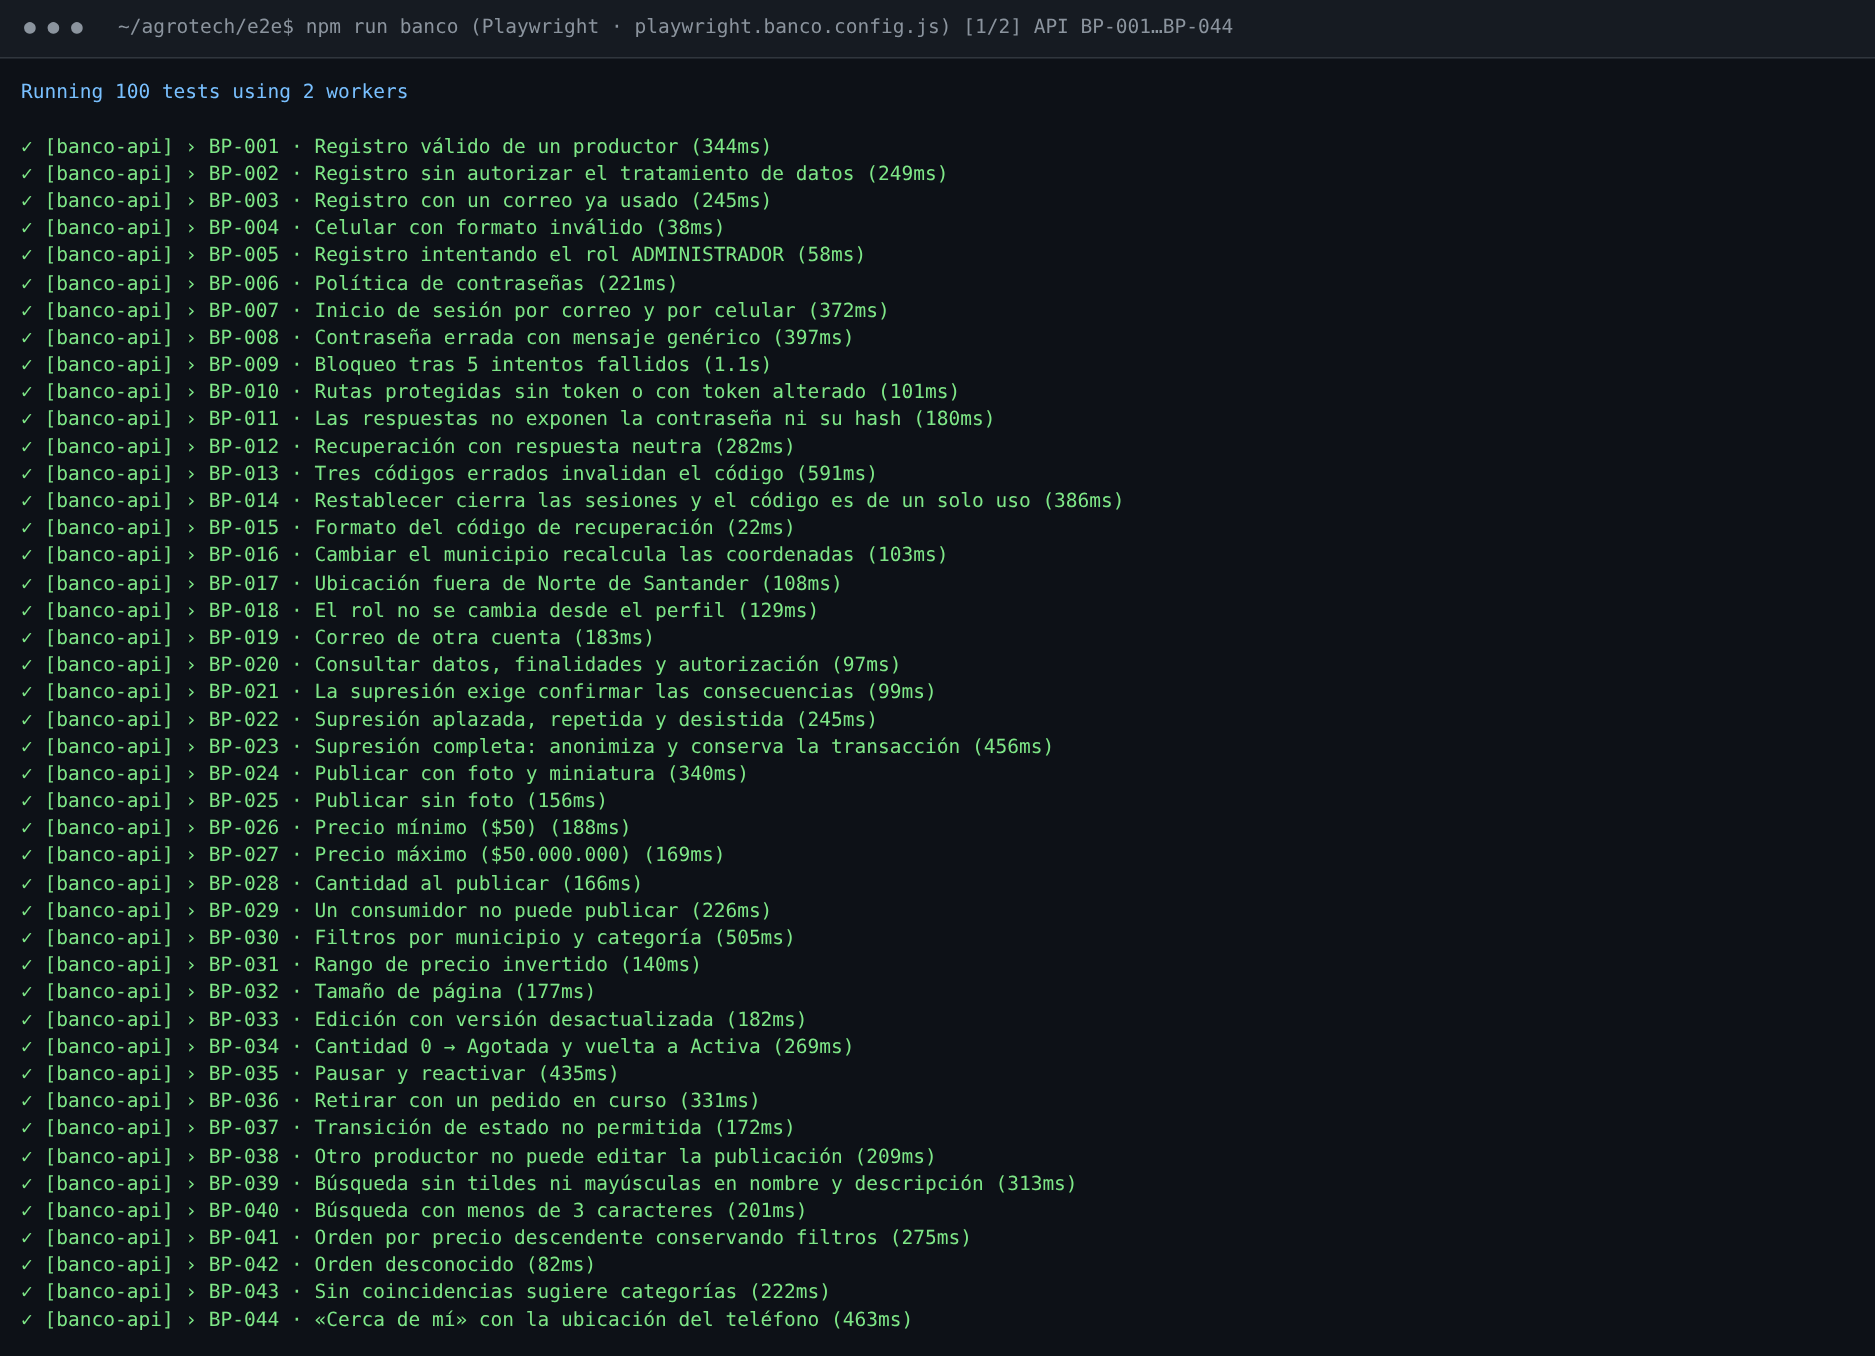 ~/agrotech/e2e$ npm run banco (Playwright · playwright.banco.config.js) [1/2] API BP-001…BP-044
Running 100 tests using 2 workers
✓ [banco-api] › BP-001 · Registro válido de un productor (344ms)
✓ [banco-api] › BP-002 · Registro sin autorizar el tratamiento de datos (249ms)
✓ [banco-api] › BP-003 · Registro con un correo ya usado (245ms)
✓ [banco-api] › BP-004 · Celular con formato inválido (38ms)
✓ [banco-api] › BP-005 · Registro intentando el rol ADMINISTRADOR (58ms)
✓ [banco-api] › BP-006 · Política de contraseñas (221ms)
✓ [banco-api] › BP-007 · Inicio de sesión por correo y por celular (372ms)
✓ [banco-api] › BP-008 · Contraseña errada con mensaje genérico (397ms)
✓ [banco-api] › BP-009 · Bloqueo tras 5 intentos fallidos (1.1s)
✓ [banco-api] › BP-010 · Rutas protegidas sin token o con token alterado (101ms)
✓ [banco-api] › BP-011 · Las respuestas no exponen la contraseña ni su hash (180ms)
✓ [banco-api] › BP-012 · Recuperación con respuesta neutra (282ms)
✓ [banco-api] › BP-013 · Tres códigos errados invalidan el código (591ms)
✓ [banco-api] › BP-014 · Restablecer cierra las sesiones y el código es de un solo uso (386ms)
✓ [banco-api] › BP-015 · Formato del código de recuperación (22ms)
✓ [banco-api] › BP-016 · Cambiar el municipio recalcula las coordenadas (103ms)
✓ [banco-api] › BP-017 · Ubicación fuera de Norte de Santander (108ms)
✓ [banco-api] › BP-018 · El rol no se cambia desde el perfil (129ms)
✓ [banco-api] › BP-019 · Correo de otra cuenta (183ms)
✓ [banco-api] › BP-020 · Consultar datos, finalidades y autorización (97ms)
✓ [banco-api] › BP-021 · La supresión exige confirmar las consecuencias (99ms)
✓ [banco-api] › BP-022 · Supresión aplazada, repetida y desistida (245ms)
✓ [banco-api] › BP-023 · Supresión completa: anonimiza y conserva la transacción (456ms)
✓ [banco-api] › BP-024 · Publicar con foto y miniatura (340ms)
✓ [banco-api] › BP-025 · Publicar sin foto (156ms)
✓ [banco-api] › BP-026 · Precio mínimo ($50) (188ms)
✓ [banco-api] › BP-027 · Precio máximo ($50.000.000) (169ms)
✓ [banco-api] › BP-028 · Cantidad al publicar (166ms)
✓ [banco-api] › BP-029 · Un consumidor no puede publicar (226ms)
✓ [banco-api] › BP-030 · Filtros por municipio y categoría (505ms)
✓ [banco-api] › BP-031 · Rango de precio invertido (140ms)
✓ [banco-api] › BP-032 · Tamaño de página (177ms)
✓ [banco-api] › BP-033 · Edición con versión desactualizada (182ms)
✓ [banco-api] › BP-034 · Cantidad 0 → Agotada y vuelta a Activa (269ms)
✓ [banco-api] › BP-035 · Pausar y reactivar (435ms)
✓ [banco-api] › BP-036 · Retirar con un pedido en curso (331ms)
✓ [banco-api] › BP-037 · Transición de estado no permitida (172ms)
✓ [banco-api] › BP-038 · Otro productor no puede editar la publicación (209ms)
✓ [banco-api] › BP-039 · Búsqueda sin tildes ni mayúsculas en nombre y descripción (313ms)
✓ [banco-api] › BP-040 · Búsqueda con menos de 3 caracteres (201ms)
✓ [banco-api] › BP-041 · Orden por precio descendente conservando filtros (275ms)
✓ [banco-api] › BP-042 · Orden desconocido (82ms)
✓ [banco-api] › BP-043 · Sin coincidencias sugiere categorías (222ms)
✓ [banco-api] › BP-044 · «Cerca de mí» con la ubicación del teléfono (463ms)